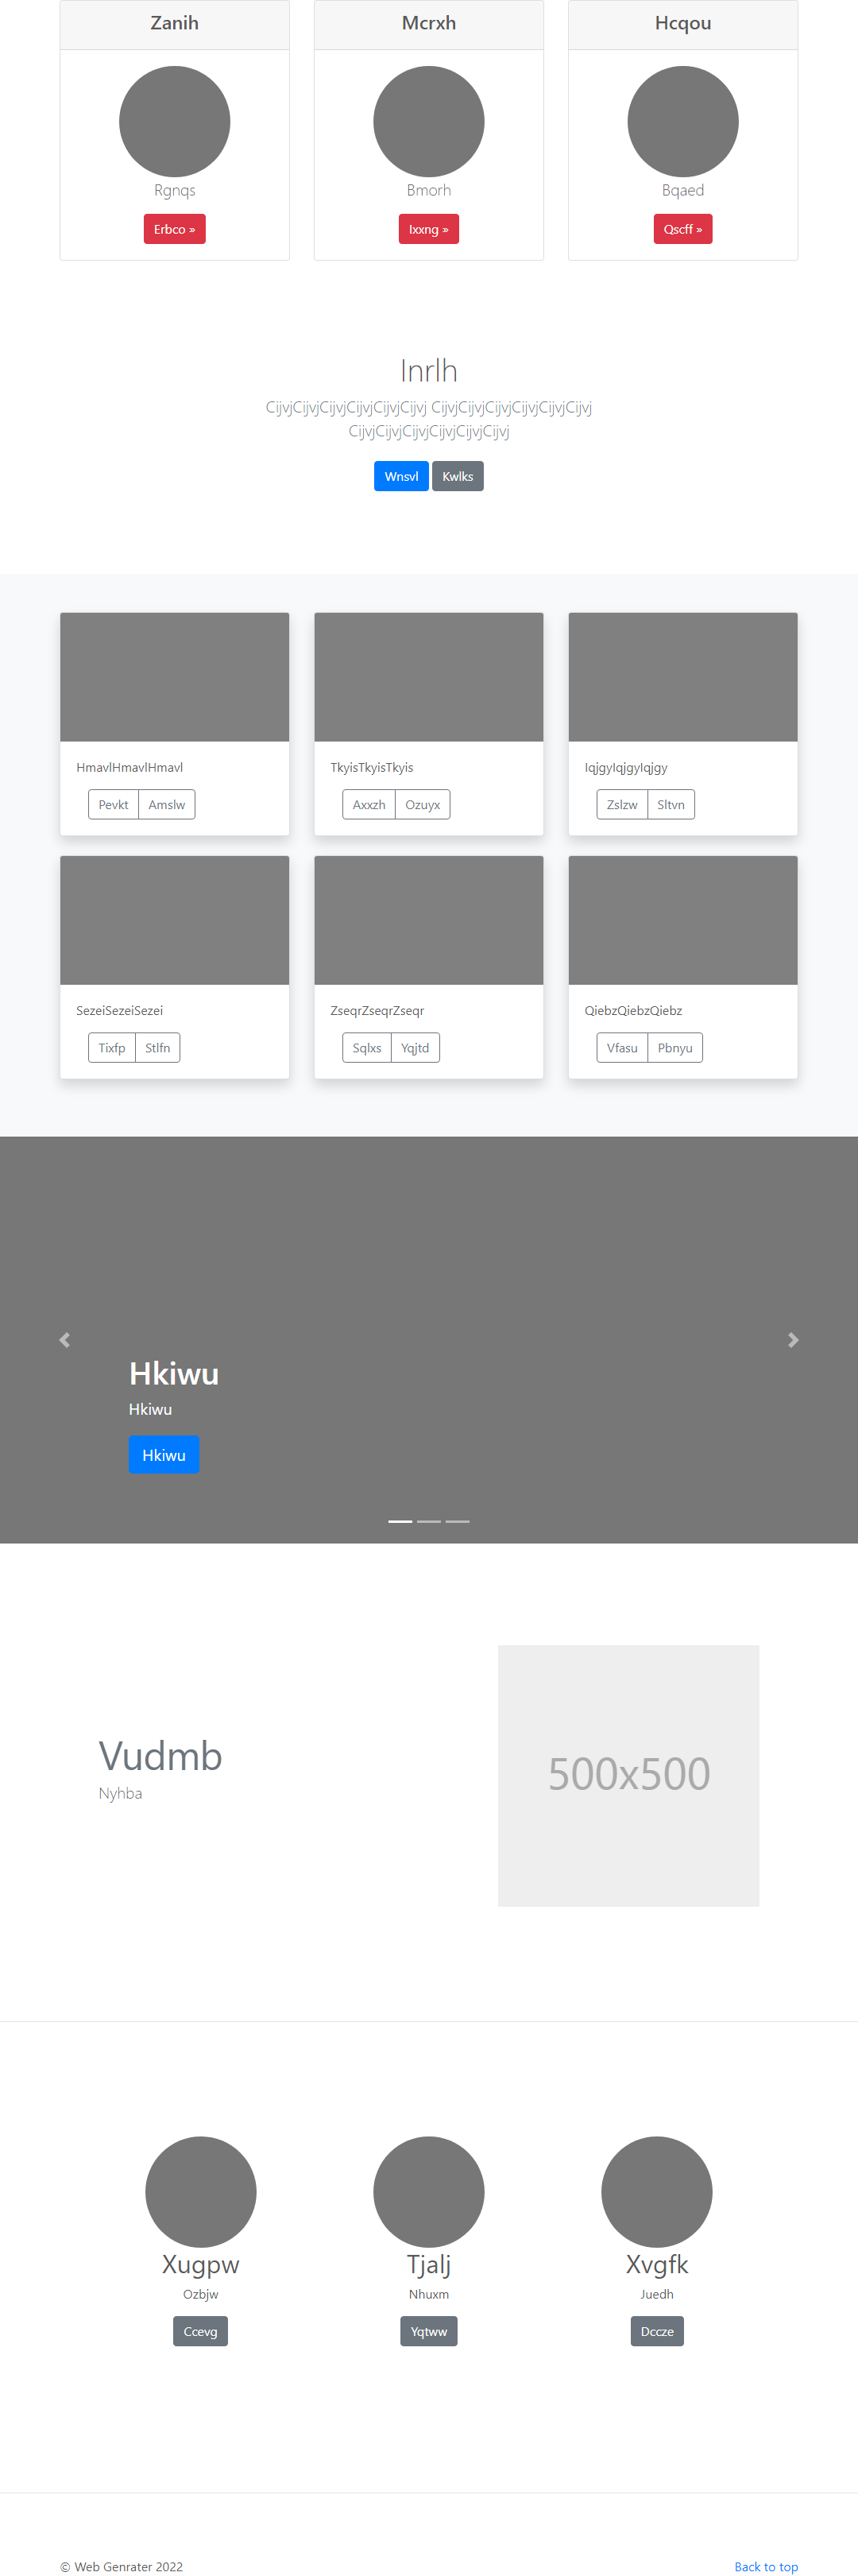 Zanih Mcrxh Hcqou
Rgnqs Bmorh Bqaed
Erbco » Ixxng » Qscff »
Inrlh
CijvjCijvjCijvjCijvjCijvjCijvj CijvjCijvjCijvjCijvjCijvjCijvj
CijvjCijvjCijvjCijvjCijvjCijvj
Wnsvl Kwlks
HmavlHmavlHmavl TkyisTkyisTkyis IqjgyIqjgyIqjgy
Pevkt Amslw Axxzh Ozuyx Zslzw Sltvn
SezeiSezeiSezei ZseqrZseqrZseqr QiebzQiebzQiebz
Tixfp Stlfn Sqlxs Yqjtd Vfasu Pbnyu
Hkiwu
Hkiwu
Hkiwu
Vudmb
Nyhba
500x500
Xugpw Tjalj Xvgfk
Ozbjw Nhuxm Juedh
Ccevg Yqtww Dccze
© Web Genrater 2022 Back to top